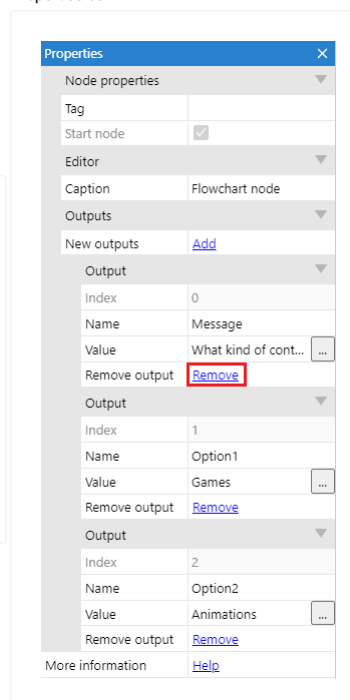 Properties
Node properties
Tag
Start node
Editor
Caption Flowchart node
Outputs
New outputs Add
Output
Index 0
Name Message
Value What kind of cont... ...
Remove output Remove
Output
Index 1
Name Option1
Value Games ...
Remove output Remove
Output
Index 2
Name Option2
Value Animations ...
Remove output Remove
More information Help